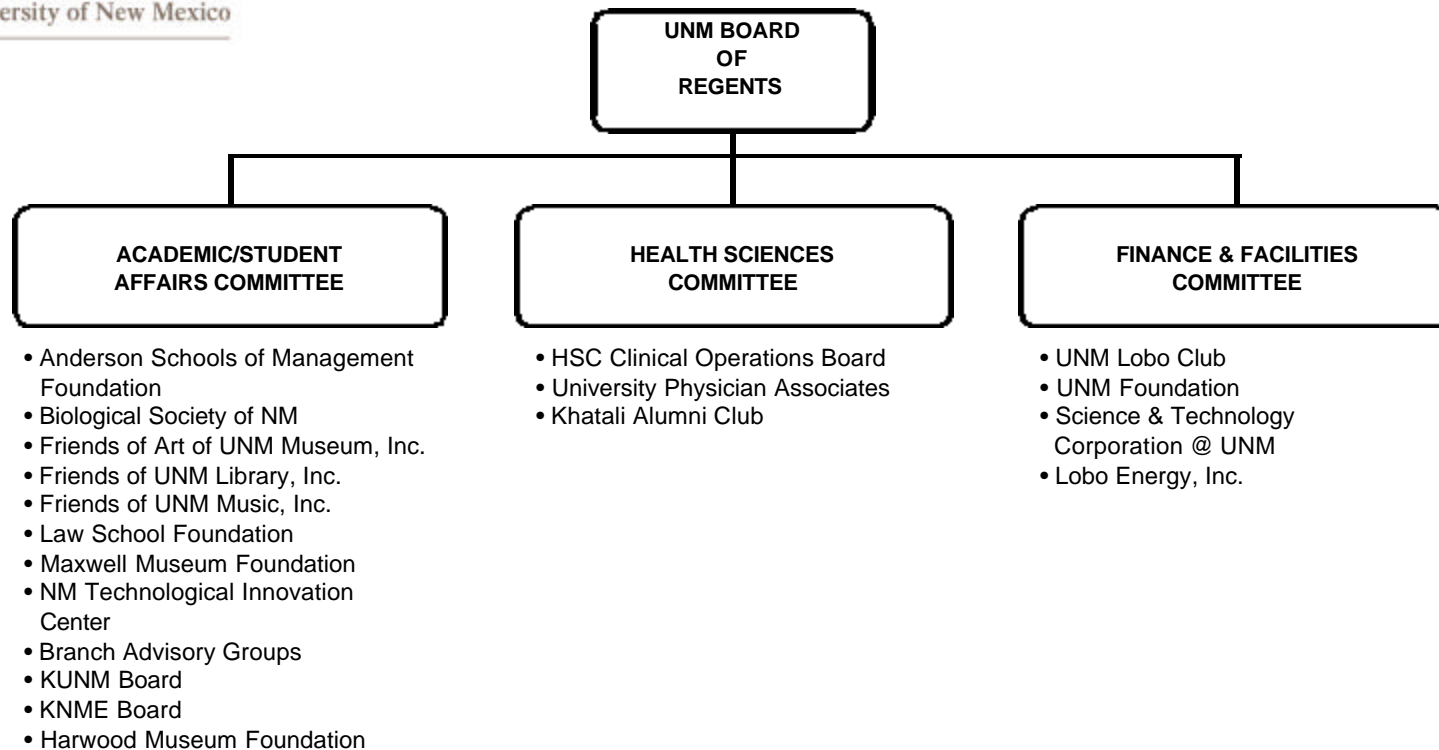 of New Mexico
UNM BOARD
OF
REGENTS
ACADEMIC/STUDENT
AFFAIRS COMMITTEE
• Anderson Schools of Management
Foundation
• Biological Society of NM
• Friends of Art of UNM Museum, Inc.
• Friends of UNM Library, Inc.
• Friends of UNM Music, Inc.
• Law School Foundation
• Maxwell Museum Foundation
• NM Technological Innovation
Center
• Branch Advisory Groups
• KUNM Board
• KNME Board
• Harwood Museum Foundation
HEALTH SCIENCES
COMMITTEE
• HSC Clinical Operations Board
• University Physician Associates
• Khatali Alumni Club
FINANCE & FACILITIES
COMMITTEE
• UNM Lobo Club
• UNM Foundation
• Science & Technology
Corporation @ UNM
• Lobo Energy, Inc.